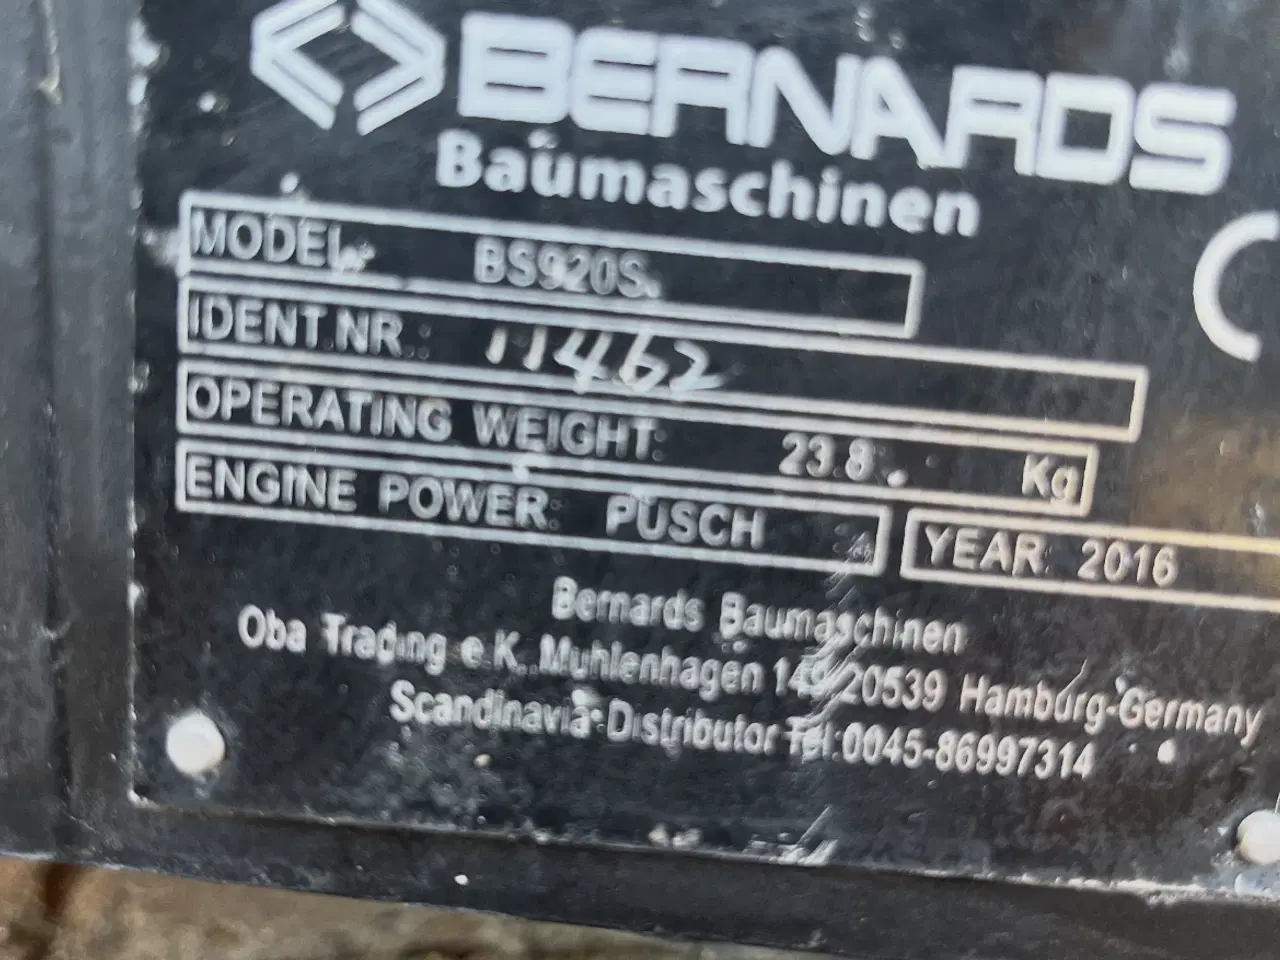 BERNARDS
Baumaschinen
MODEL: BS920S
IDENT.NR.: 11462
OPERATING WEIGHT: 23.8 Kg
ENGINE POWER: PUSCH
YEAR: 2016
Bernards Baumaschinen
Oba Trading e.K. Muhlenhagen 149/20539 Hamburg-Germany
Scandinavia-Distributor Tel:0045-86997314